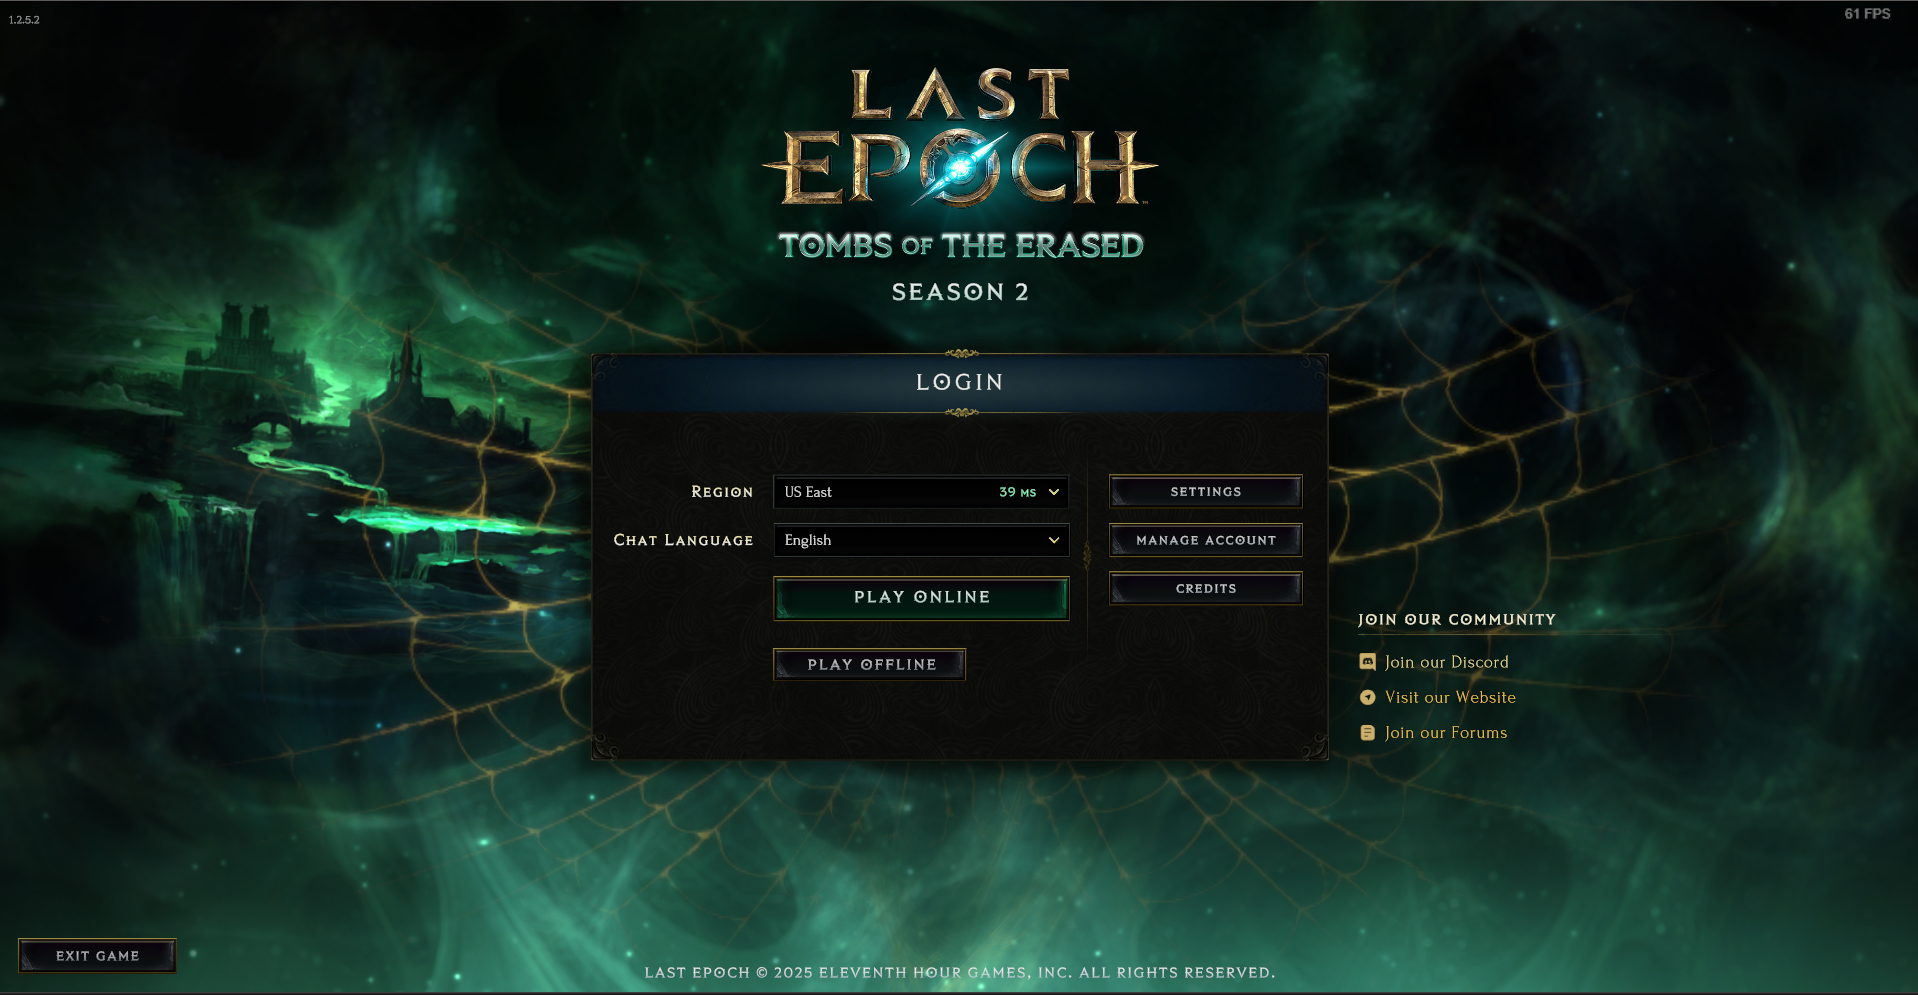 1.2.5.2
61 FPS
LAST
EPOCH™
TOMBS OF THE ERASED
SEASON 2
LOGIN
REGION
US East
39 MS
SETTINGS
CHAT LANGUAGE
English
MANAGE ACCOUNT
PLAY ONLINE
CREDITS
PLAY OFFLINE
JOIN OUR COMMUNITY
Join our Discord
Visit our Website
Join our Forums
EXIT GAME
LAST EPOCH © 2025 ELEVENTH HOUR GAMES, INC. ALL RIGHTS RESERVED.